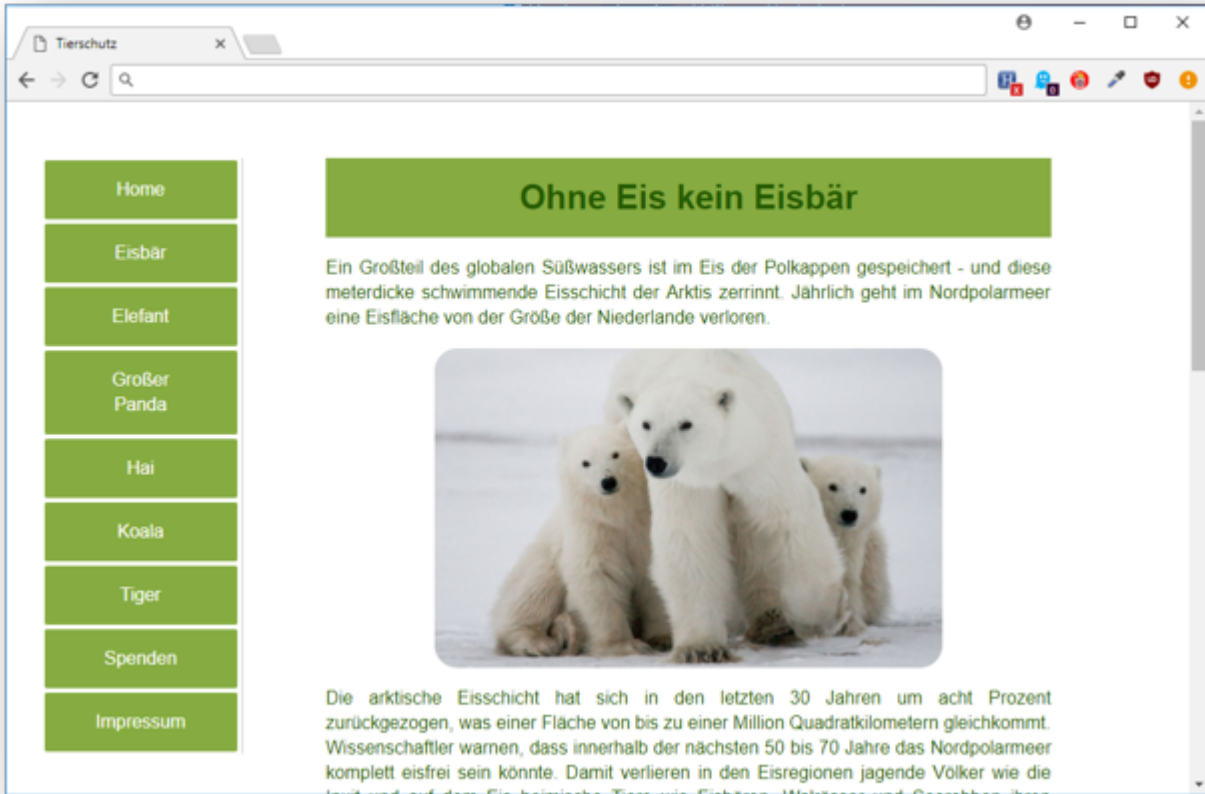 Tierschutz
Home
Eisbär
Elefant
Großer
Panda
Hai
Koala
Tiger
Spenden
Impressum
Ohne Eis kein Eisbär
Ein Großteil des globalen Süßwassers ist im Eis der Polkappen gespeichert - und diese
meterdicke schwimmende Eisschicht der Arktis zerrinnt. Jährlich geht im Nordpolarmeer
eine Eisfläche von der Größe der Niederlande verloren.
Die arktische Eisschicht hat sich in den letzten 30 Jahren um acht Prozent
zurückgezogen, was einer Fläche von bis zu einer Million Quadratkilometern gleichkommt.
Wissenschaftler warnen, dass innerhalb der nächsten 50 bis 70 Jahre das Nordpolarmeer
komplett eisfrei sein könnte. Damit verlieren in den Eisregionen jagende Völker wie die